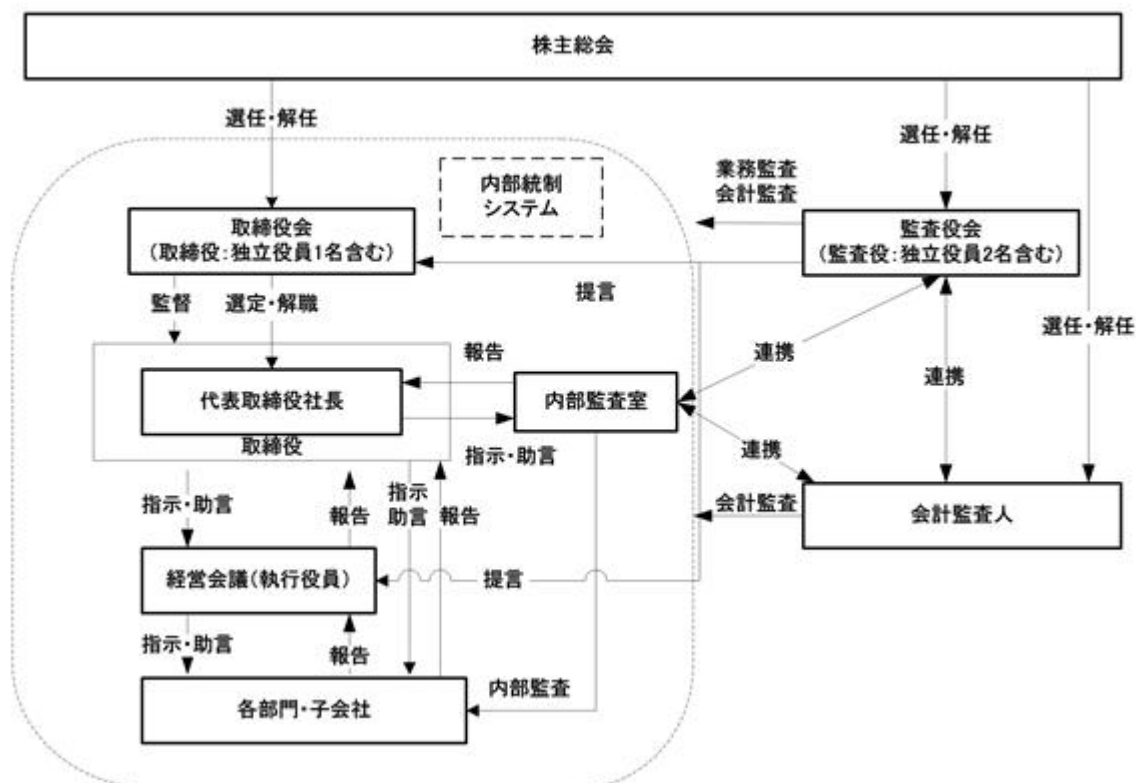 株主総会
選任・解任
選任・解任
内部統制
システム
業務監査
会計監査
取締役会
(取締役:独立役員1名含む)
監査役会
(監査役:独立役員2名含む)
監督
選定・解職
提言
選任・解任
報告
連携
連携
代表取締役社長
内部監査室
取締役
指示・助言
連携
指示・助言
報告
指示
助言
報告
会計監査
会計監査人
経営会議(執行役員)
提言
指示・助言
報告
内部監査
各部門・子会社